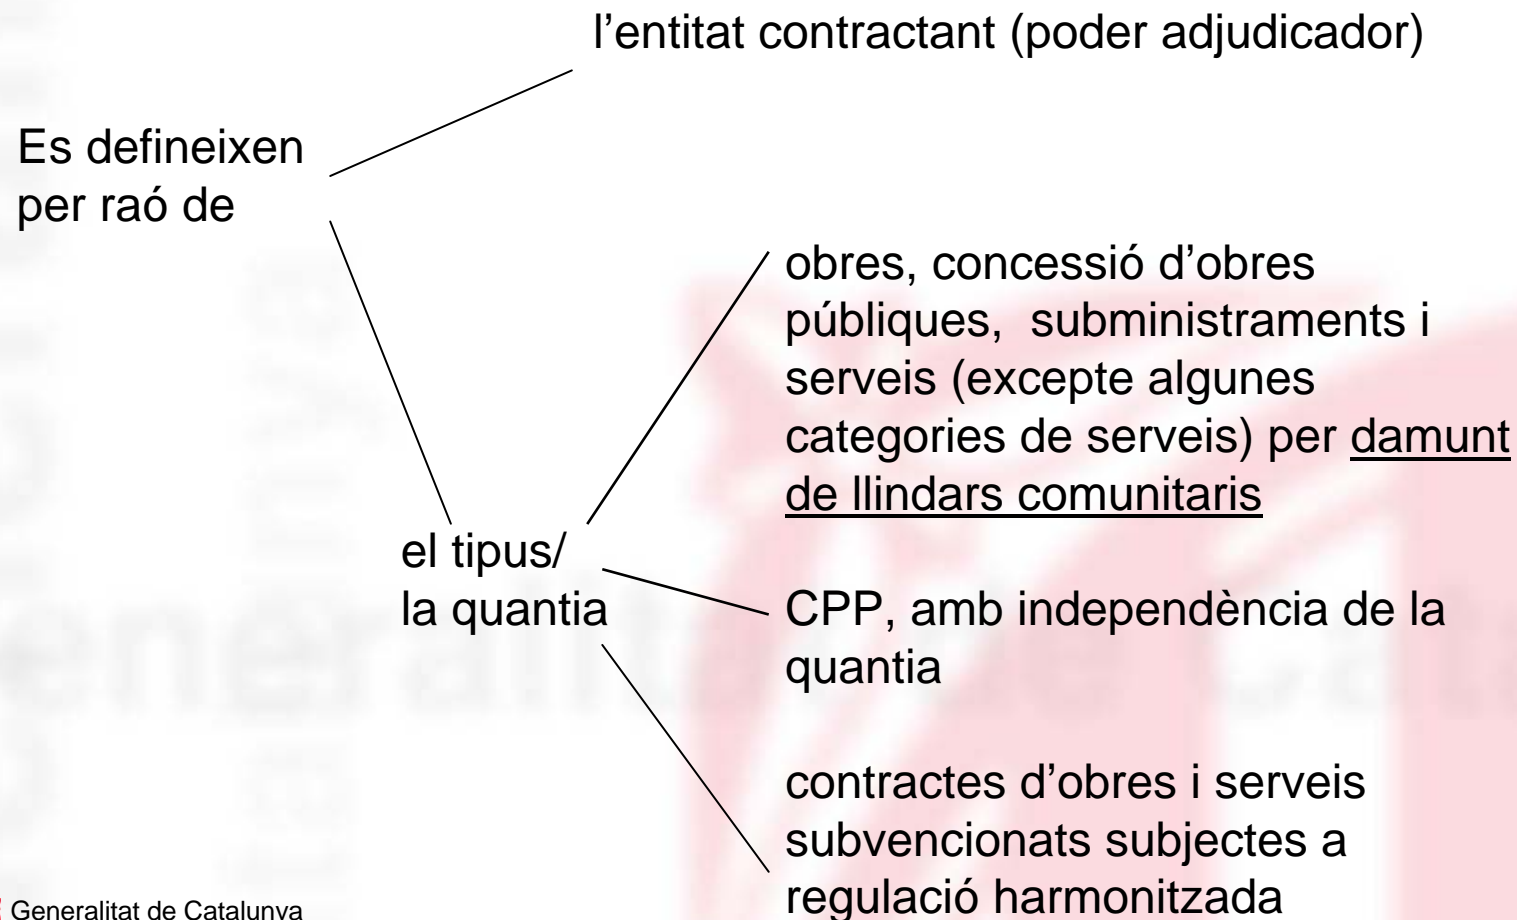 l’entitat contractant (poder adjudicador)
Es defineixen
per raó de
obres, concessió d’obres
públiques, subministraments i
serveis (excepte algunes
categories de serveis) per damunt
de llindars comunitaris
el tipus/
la quantia
CPP, amb independència de la
quantia
contractes d’obres i serveis
subvencionats subjectes a
regulació harmonitzada
Generalitat de Catalunya